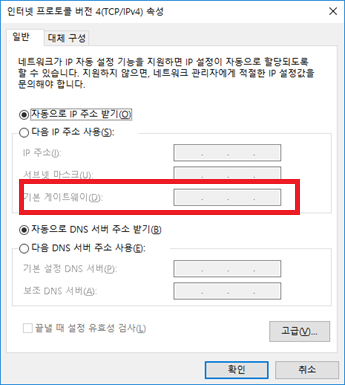 인터넷 프로토콜 버전 4(TCP/IPv4) 속성
일반 대체 구성
네트워크가 IP 자동 설정 기능을 지원하면 IP 설정이 자동으로 할당되도록
할 수 있습니다. 지원하지 않으면, 네트워크 관리자에게 적절한 IP 설정값을
문의해야 합니다.
자동으로 IP 주소 받기(O)
다음 IP 주소 사용(S):
IP 주소(I):
서브넷 마스크(U):
기본 게이트웨이(D):
자동으로 DNS 서버 주소 받기(B)
다음 DNS 서버 주소 사용(E):
기본 설정 DNS 서버(P):
보조 DNS 서버(A):
끝낼 때 설정 유효성 검사(L)
고급(V)...
확인
취소